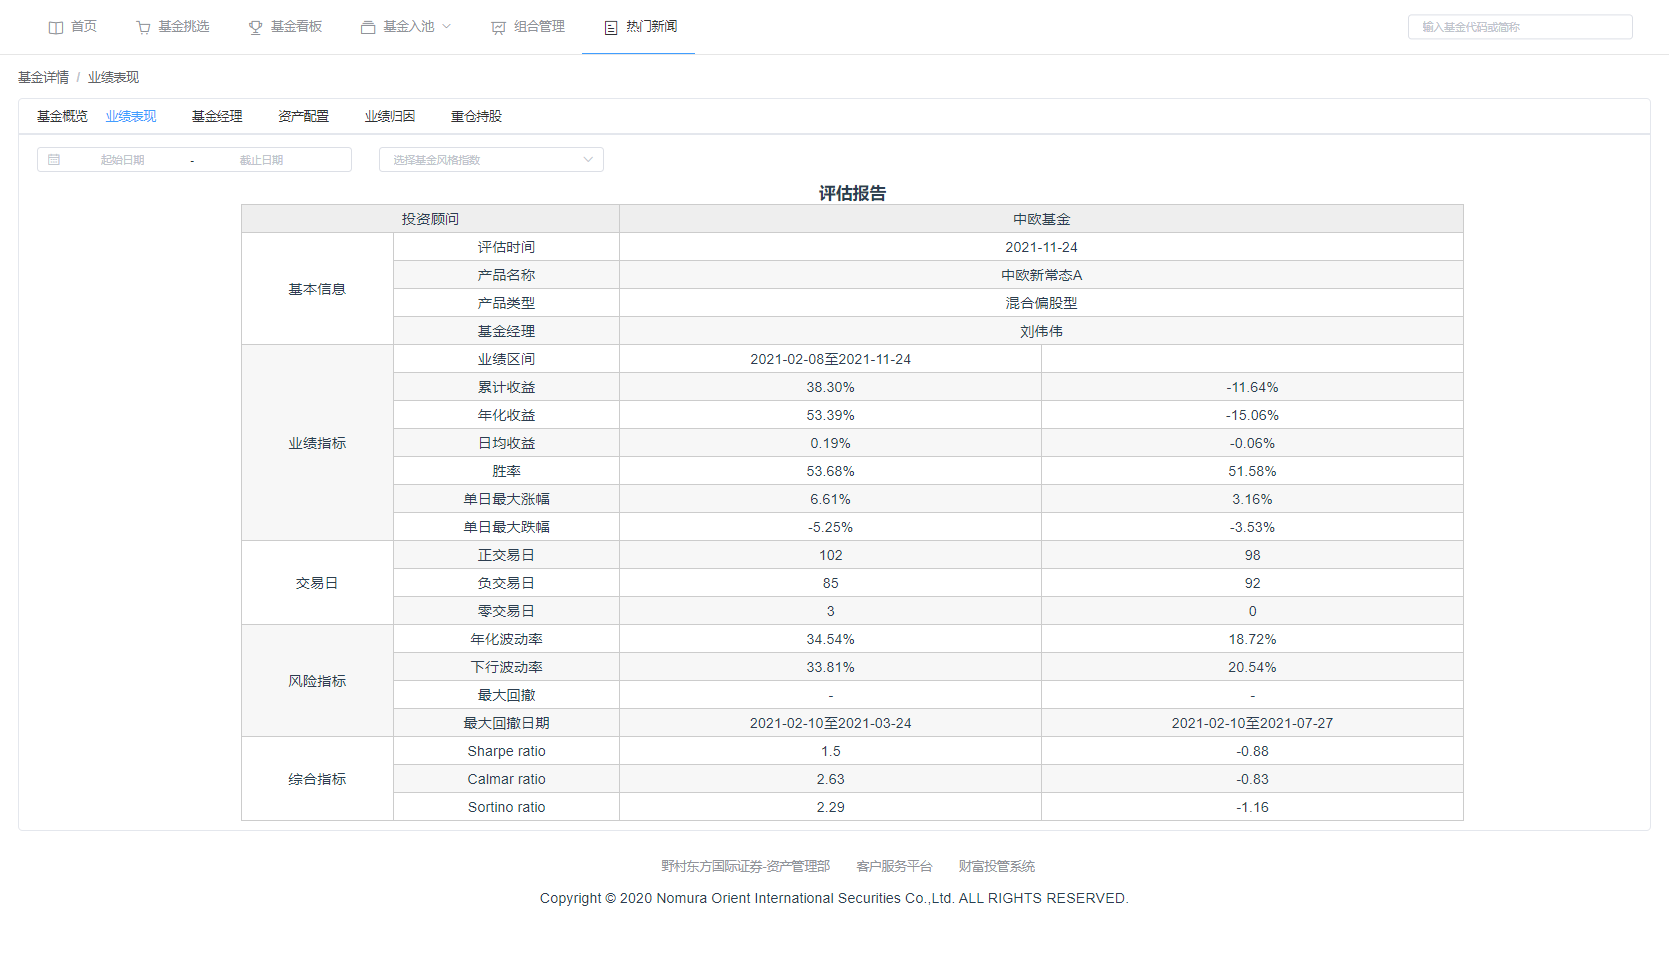 首页 基金挑选 基金看板 基金入池 组合管理 热门新闻 输入基金代码或简称
基金详情 / 业绩表现
基金概览 业绩表现 基金经理 资产配置 业绩归因 重仓持股
起始日期 - 截止日期 选择基金风格指数
评估报告
投资顾问 中欧基金
基本信息
评估时间 2021-11-24
产品名称 中欧新常态A
产品类型 混合偏股型
基金经理 刘伟伟
业绩指标
业绩区间 2021-02-08至2021-11-24
累计收益 38.30% -11.64%
年化收益 53.39% -15.06%
日均收益 0.19% -0.06%
胜率 53.68% 51.58%
单日最大涨幅 6.61% 3.16%
单日最大跌幅 -5.25% -3.53%
交易日
正交易日 102 98
负交易日 85 92
零交易日 3 0
风险指标
年化波动率 34.54% 18.72%
下行波动率 33.81% 20.54%
最大回撤 - -
最大回撤日期 2021-02-10至2021-03-24 2021-02-10至2021-07-27
综合指标
Sharpe ratio 1.5 -0.88
Calmar ratio 2.63 -0.83
Sortino ratio 2.29 -1.16
野村东方国际证券-资产管理部 客户服务平台 财富投管系统
Copyright © 2020 Nomura Orient International Securities Co.,Ltd. ALL RIGHTS RESERVED.